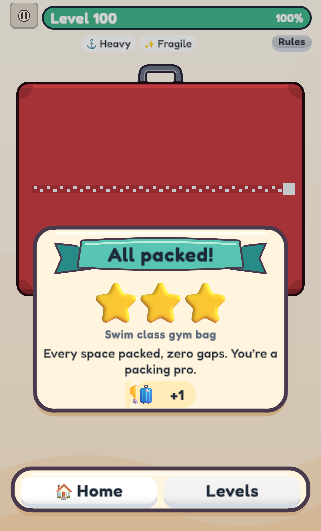 Level 100
100%
⚓ Heavy
✨ Fragile
Rules
All packed!
Swim class gym bag
Every space packed, zero gaps. You're a
packing pro.
+1
Home
Levels